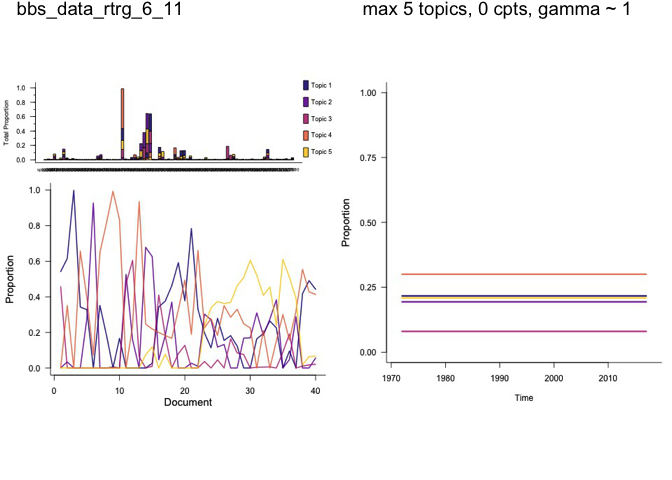 bbs_data_rtrg_6_11
max 5 topics, 0 cpts, gamma ~ 1
Total Proportion
1.0
0.8
0.6
0.4
0.2
0.0
Topic 1
Topic 2
Topic 3
Topic 4
Topic 5
Proportion
1.0
0.8
0.6
0.4
0.2
0.0
0
10
20
30
40
Document
Proportion
1.00
0.75
0.50
0.25
0.00
1970
1980
1990
2000
2010
Time